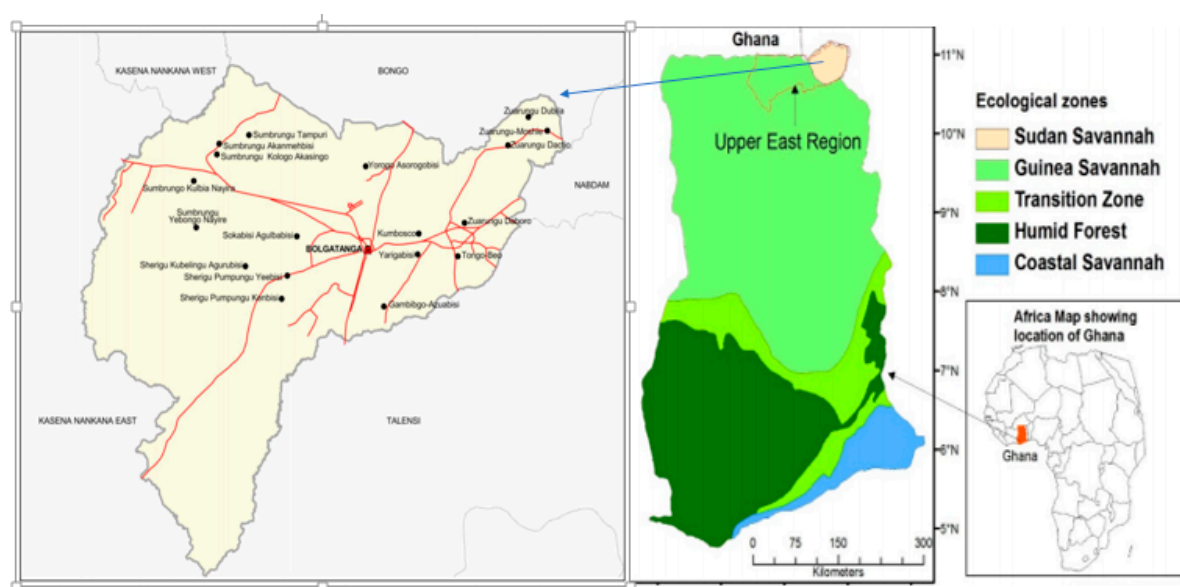 KASENA NANKANA WEST
BONGO
Zuarungu Dubila
Zuarungu-Moshie
Zuarungu Dachio
Sumbrungu Tampuri
Sumbrungu Akanmehbisi
Sumbrungu Kologo Akasingo
Yorogo Asorogobisi
NABDAM
Sumbrungo Kulbia Nayira
Sumbrungu
Yebongo Nayire
Zuarungu Daboro
Sokabisi Agulbabisi
Kumbosco
BOLGATANGA
Yarigabisi
Tongo-Beo
Sherigu Kubelingu Agurubisi
Sherigu Pumpungu Yeebisi
Sherigu Pumpungu Kenbisi
Gambibgo-Azuabisi
KASENA NANKANA EAST
TALENSI
Ghana
Upper East Region
11°N
10°N
9°N
8°N
7°N
6°N
5°N
0 75 150 300
Kilometers
Ecological zones
Sudan Savannah
Guinea Savannah
Transition Zone
Humid Forest
Coastal Savannah
Africa Map showing
location of Ghana
Ghana